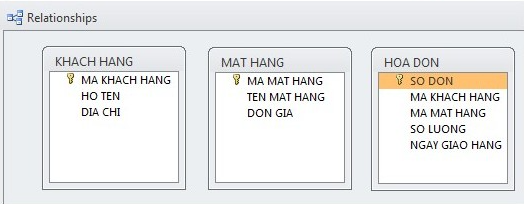 Relationships
KHACH HANG
MA KHACH HANG
HO TEN
DIA CHI
MAT HANG
MA MAT HANG
TEN MAT HANG
DON GIA
HOA DON
SO DON
MA KHACH HANG
MA MAT HANG
SO LUONG
NGAY GIAO HANG